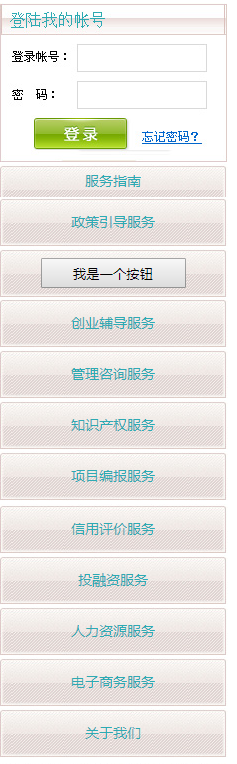 登陆我的帐号
登录帐号：
密 码：
登录 忘记密码？
服务指南
政策引导服务
我是一个按钮
创业辅导服务
管理咨询服务
知识产权服务
项目编报服务
信用评价服务
投融资服务
人力资源服务
电子商务服务
关于我们